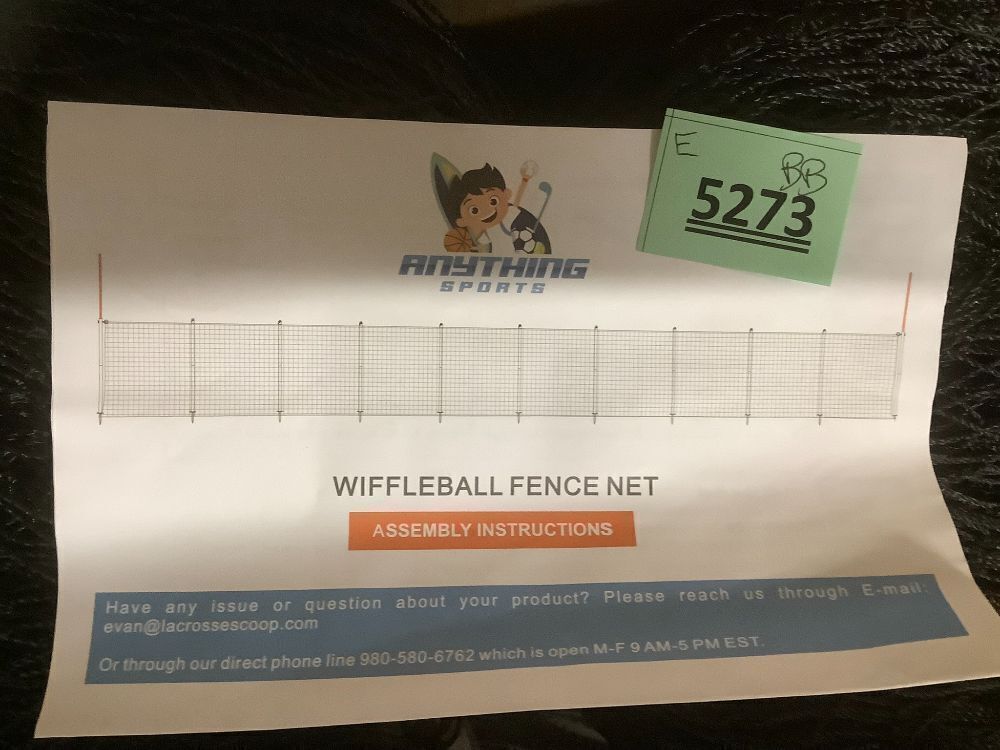 E
BB
5273
ANYTHING
SPORTS
WIFFLEBALL FENCE NET
ASSEMBLY INSTRUCTIONS
Have any issue or question about your product? Please reach us through E-mail:
evan@lacrossescoop.com
Or through our direct phone line 980-580-6762 which is open M-F 9 AM-5 PM EST.